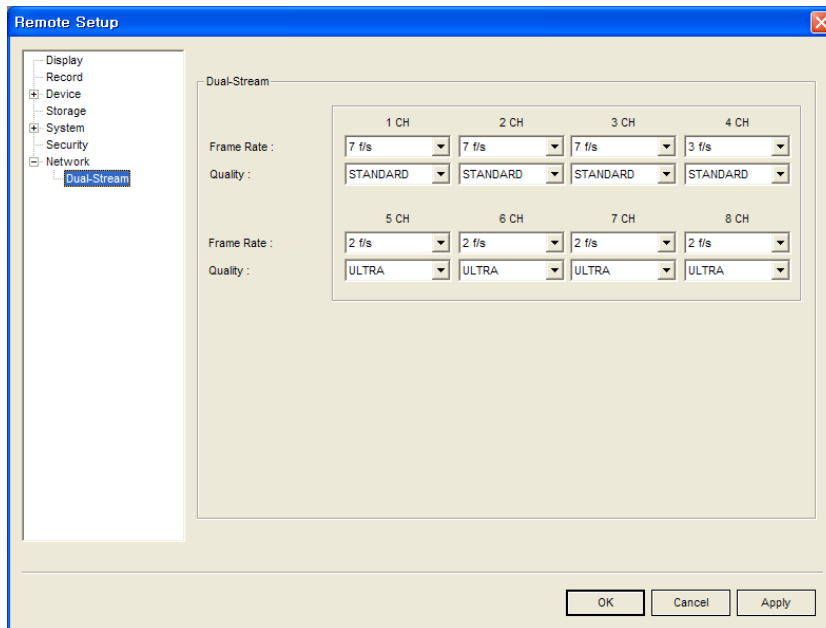 Remote Setup
Display
Record
Device
Storage
System
Security
Network
Dual-Stream
Dual-Stream
1 CH 2 CH 3 CH 4 CH
Frame Rate : 7 f/s 7 f/s 7 f/s 3 f/s
Quality : STANDARD STANDARD STANDARD STANDARD
5 CH 6 CH 7 CH 8 CH
Frame Rate : 2 f/s 2 f/s 2 f/s 2 f/s
Quality : ULTRA ULTRA ULTRA ULTRA
OK Cancel Apply